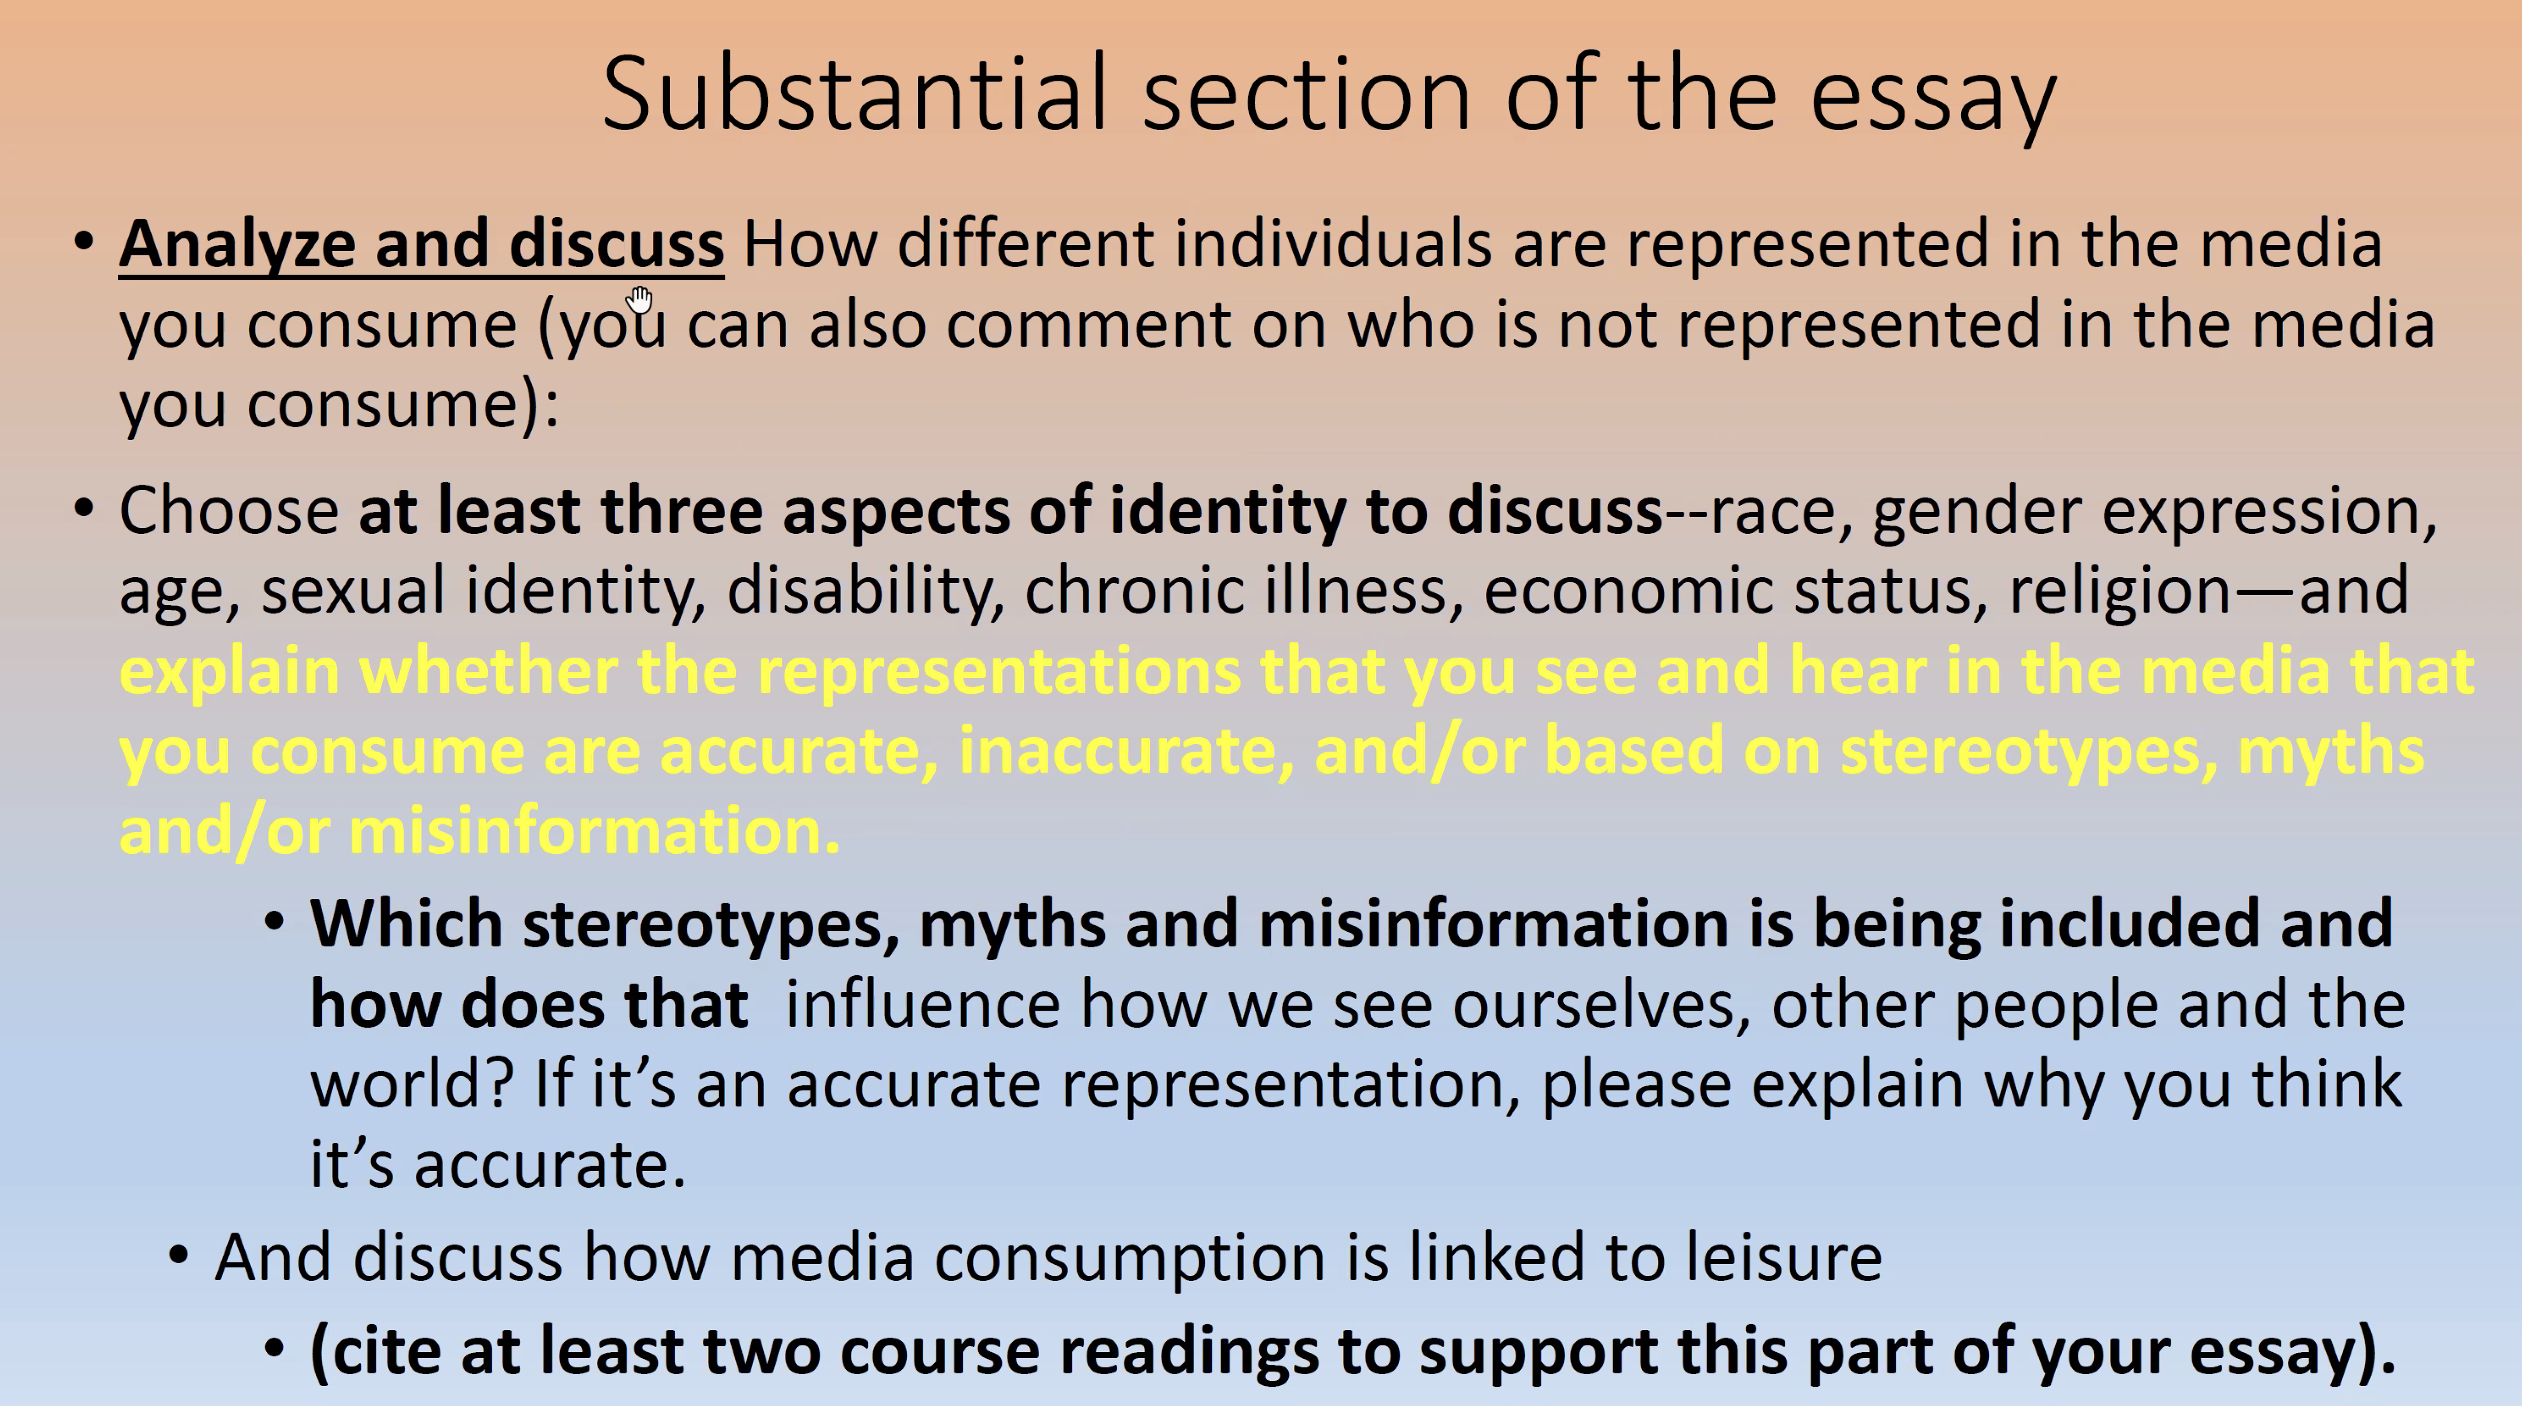 Substantial section of the essay
• Analyze and discuss How different individuals are represented in the media
you consume (you can also comment on who is not represented in the media
you consume):
• Choose at least three aspects of identity to discuss--race, gender expression,
age, sexual identity, disability, chronic illness, economic status, religion—and
explain whether the representations that you see and hear in the media that
you consume are accurate, inaccurate, and/or based on stereotypes, myths
and/or misinformation.
• Which stereotypes, myths and misinformation is being included and
how does that  influence how we see ourselves, other people and the
world? If it’s an accurate representation, please explain why you think
it’s accurate.
• And discuss how media consumption is linked to leisure
• (cite at least two course readings to support this part of your essay).